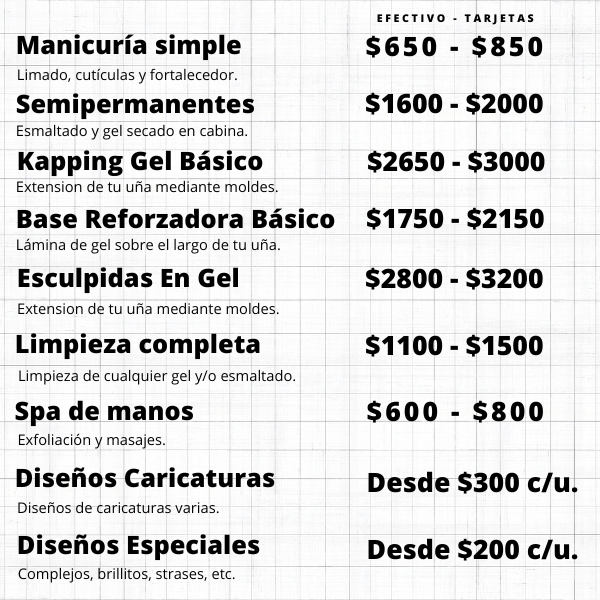 EFECTIVO - TARJETAS
Manicuría simple $650 - $850
Limado, cutículas y fortalecedor.
Semipermanentes $1600 - $2000
Esmaltado y gel secado en cabina.
Kapping Gel Básico $2650 - $3000
Extension de tu uña mediante moldes.
Base Reforzadora Básico $1750 - $2150
Lámina de gel sobre el largo de tu uña.
Esculpidas En Gel $2800 - $3200
Extension de tu uña mediante moldes.
Limpieza completa $1100 - $1500
Limpieza de cualquier gel y/o esmaltado.
Spa de manos $600 - $800
Exfoliación y masajes.
Diseños Caricaturas Desde $300 c/u.
Diseños de caricaturas varias.
Diseños Especiales Desde $200 c/u.
Complejos, brillitos, strases, etc.